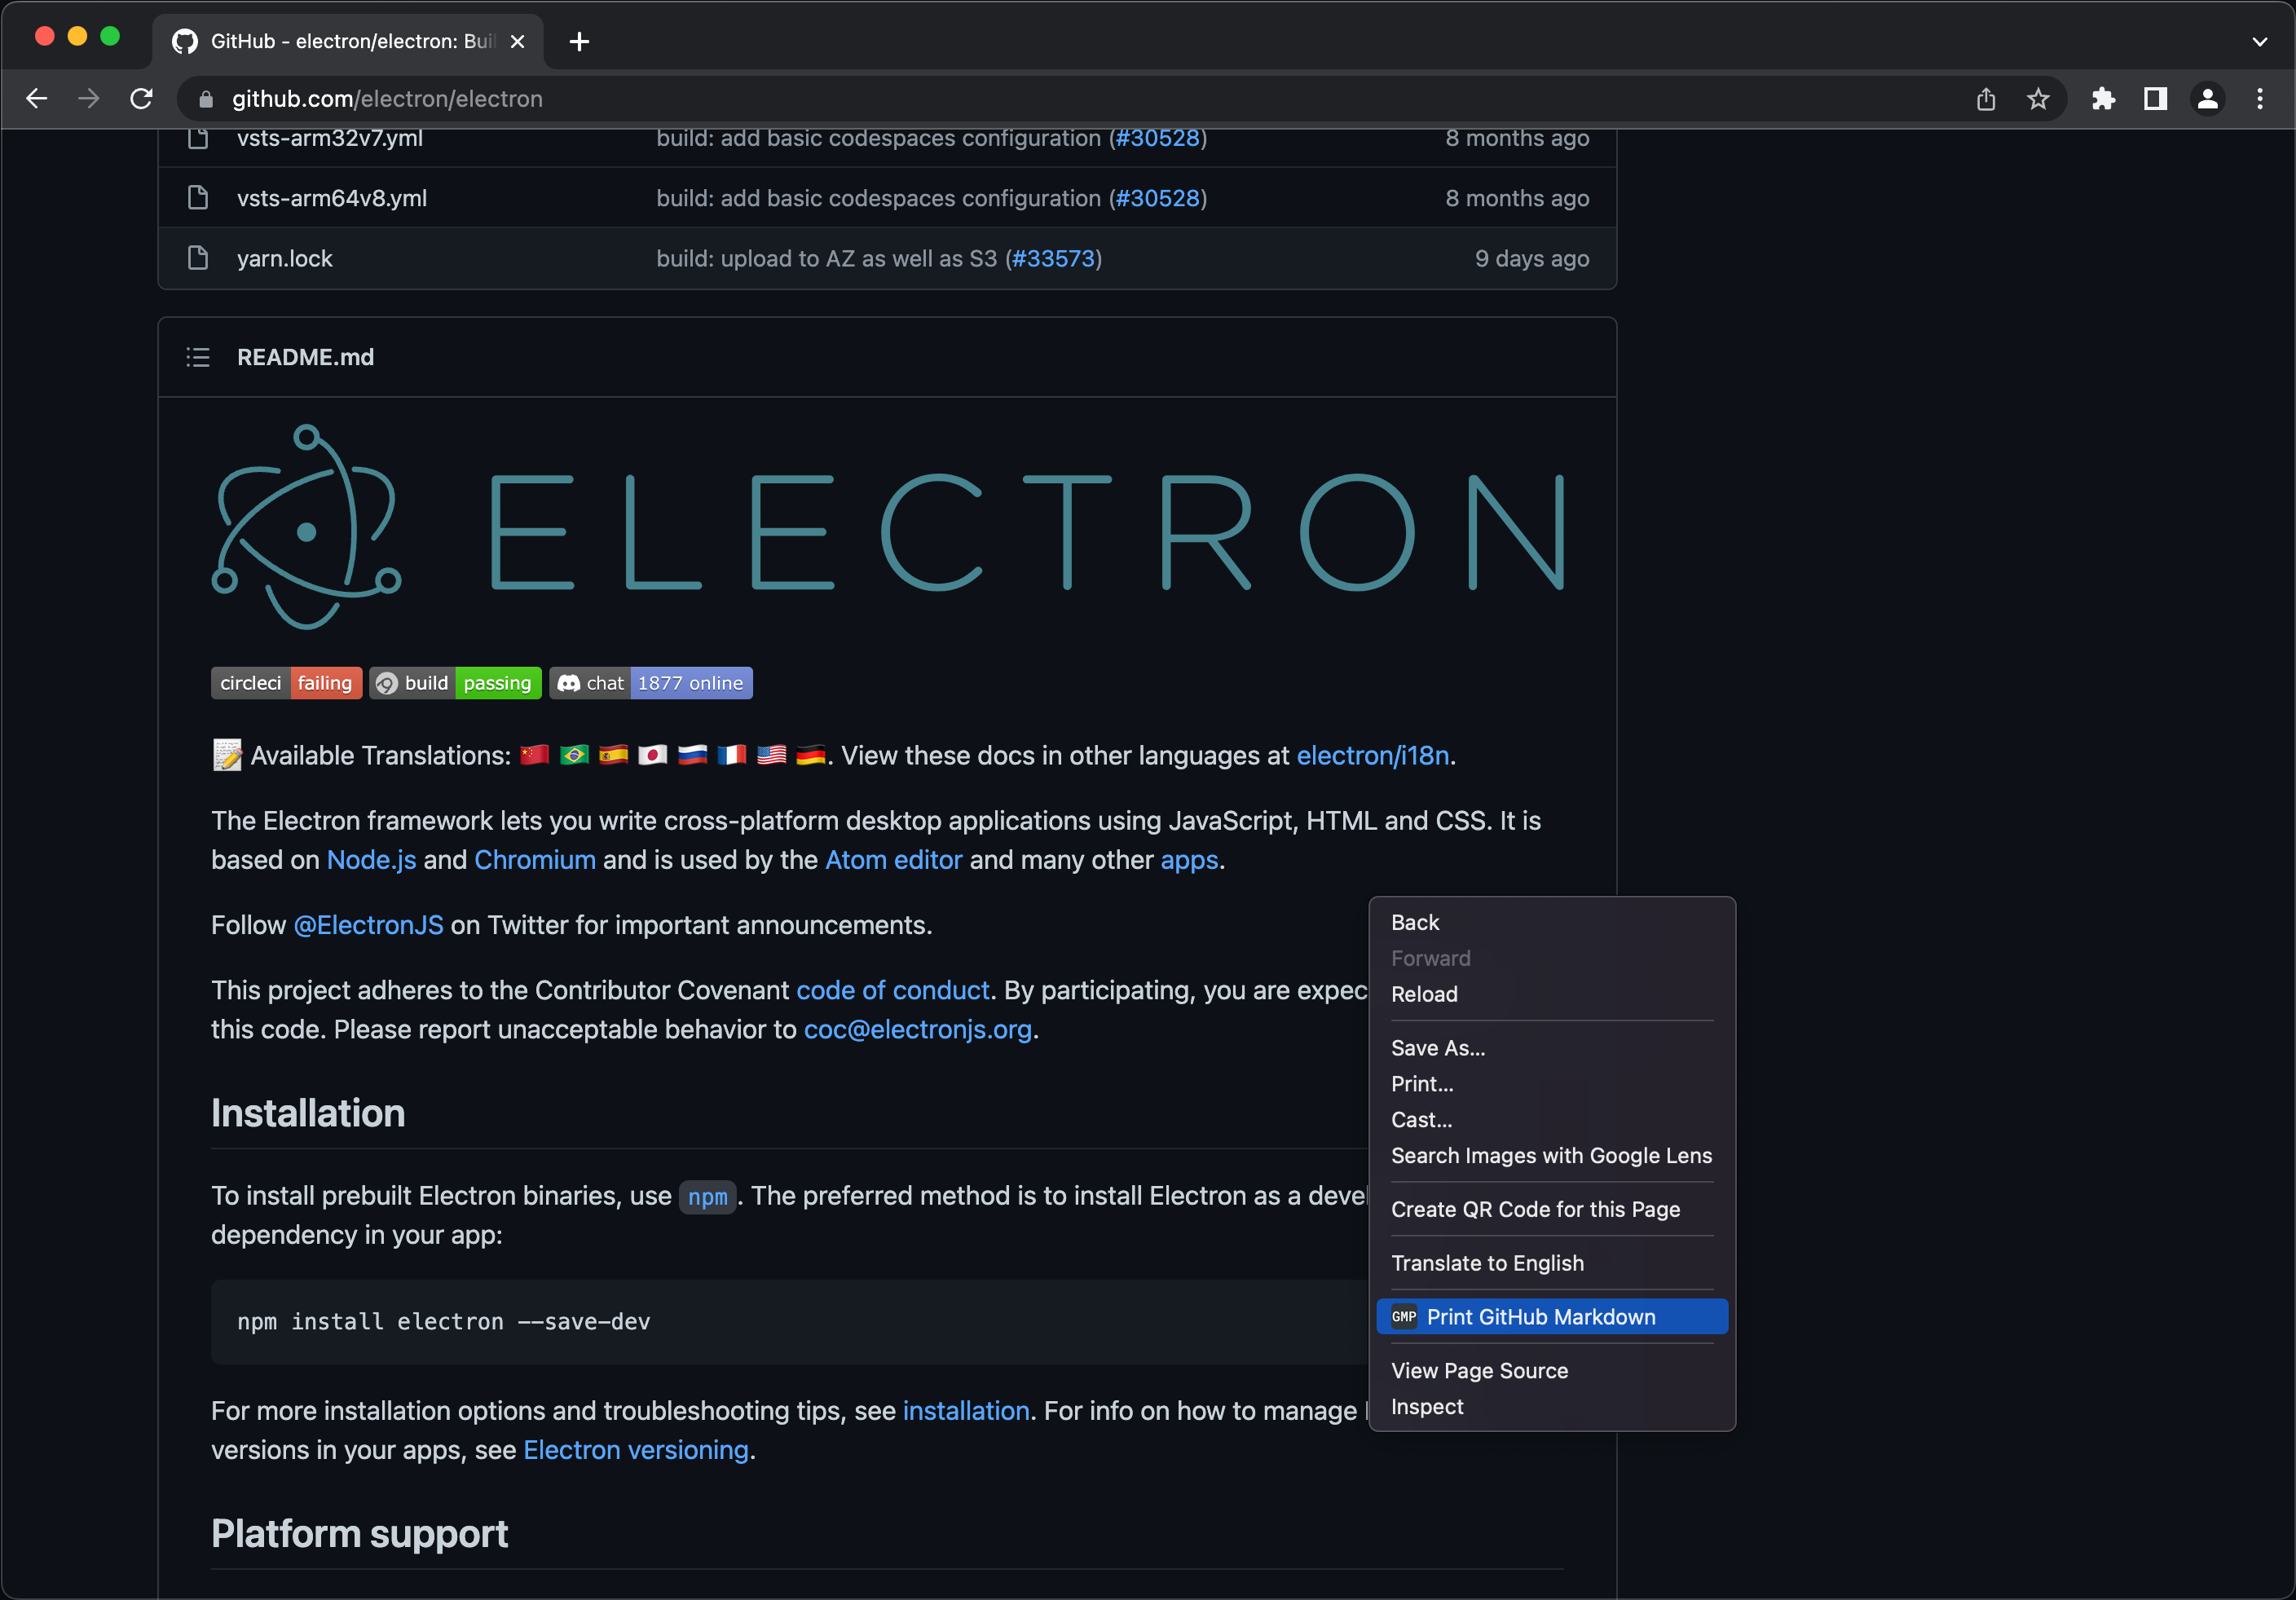 GitHub - electron/electron: Bui
github.com/electron/electron
vsts-arm32v7.yml build: add basic codespaces configuration (#30528) 8 months ago
vsts-arm64v8.yml build: add basic codespaces configuration (#30528) 8 months ago
yarn.lock build: upload to AZ as well as S3 (#33573) 9 days ago
README.md
ELECTRON
circleci failing build passing chat 1877 online
Available Translations: . View these docs in other languages at electron/i18n.
The Electron framework lets you write cross-platform desktop applications using JavaScript, HTML and CSS. It is
based on Node.js and Chromium and is used by the Atom editor and many other apps.
Follow @ElectronJS on Twitter for important announcements.
This project adheres to the Contributor Covenant code of conduct. By participating, you are expec
this code. Please report unacceptable behavior to coc@electronjs.org.
Installation
To install prebuilt Electron binaries, use npm. The preferred method is to install Electron as a devel
dependency in your app:
npm install electron --save-dev
For more installation options and troubleshooting tips, see installation. For info on how to manage
versions in your apps, see Electron versioning.
Platform support
Back
Forward
Reload
Save As...
Print...
Cast...
Search Images with Google Lens
Create QR Code for this Page
Translate to English
GMP Print GitHub Markdown
View Page Source
Inspect